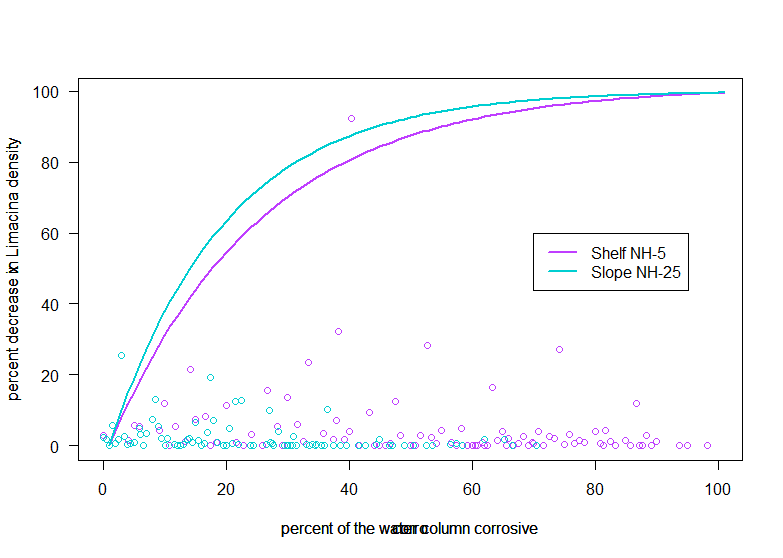 100
80
60
40
20
0
percent decrease in Limacina density
Shelf NH-5
Slope NH-25
0 20 40 60 80 100
percent of the water column corrosive